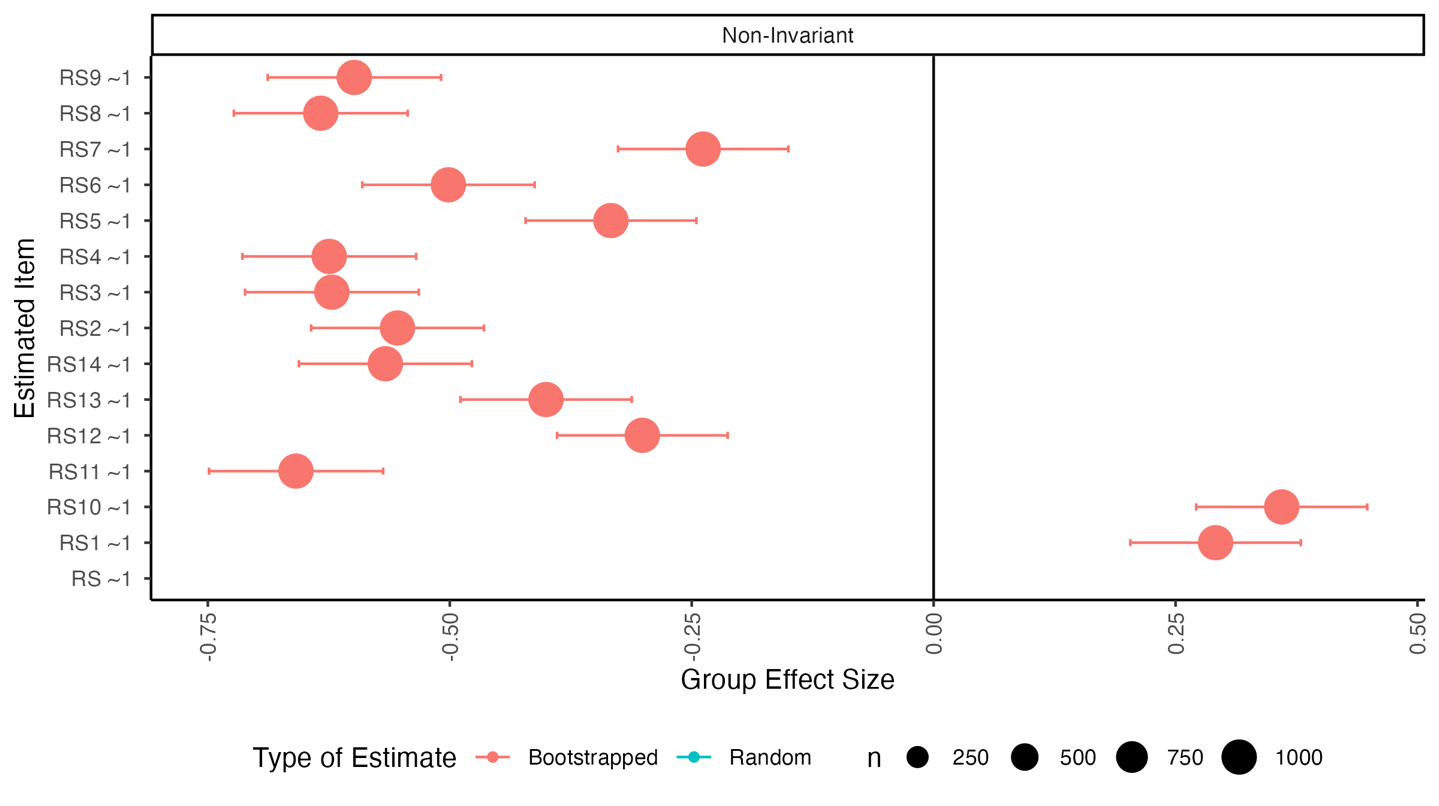 Non-Invariant
RS9 ~1
RS8 ~1
RS7 ~1
RS6 ~1
RS5 ~1
RS4 ~1
RS3 ~1
RS2 ~1
RS14 ~1
RS13 ~1
RS12 ~1
RS11 ~1
RS10 ~1
RS1 ~1
RS ~1
Estimated Item
-0.75 -0.50 -0.25 0.00 0.25 0.50
Group Effect Size
Type of Estimate Bootstrapped Random n 250 500 750 1000